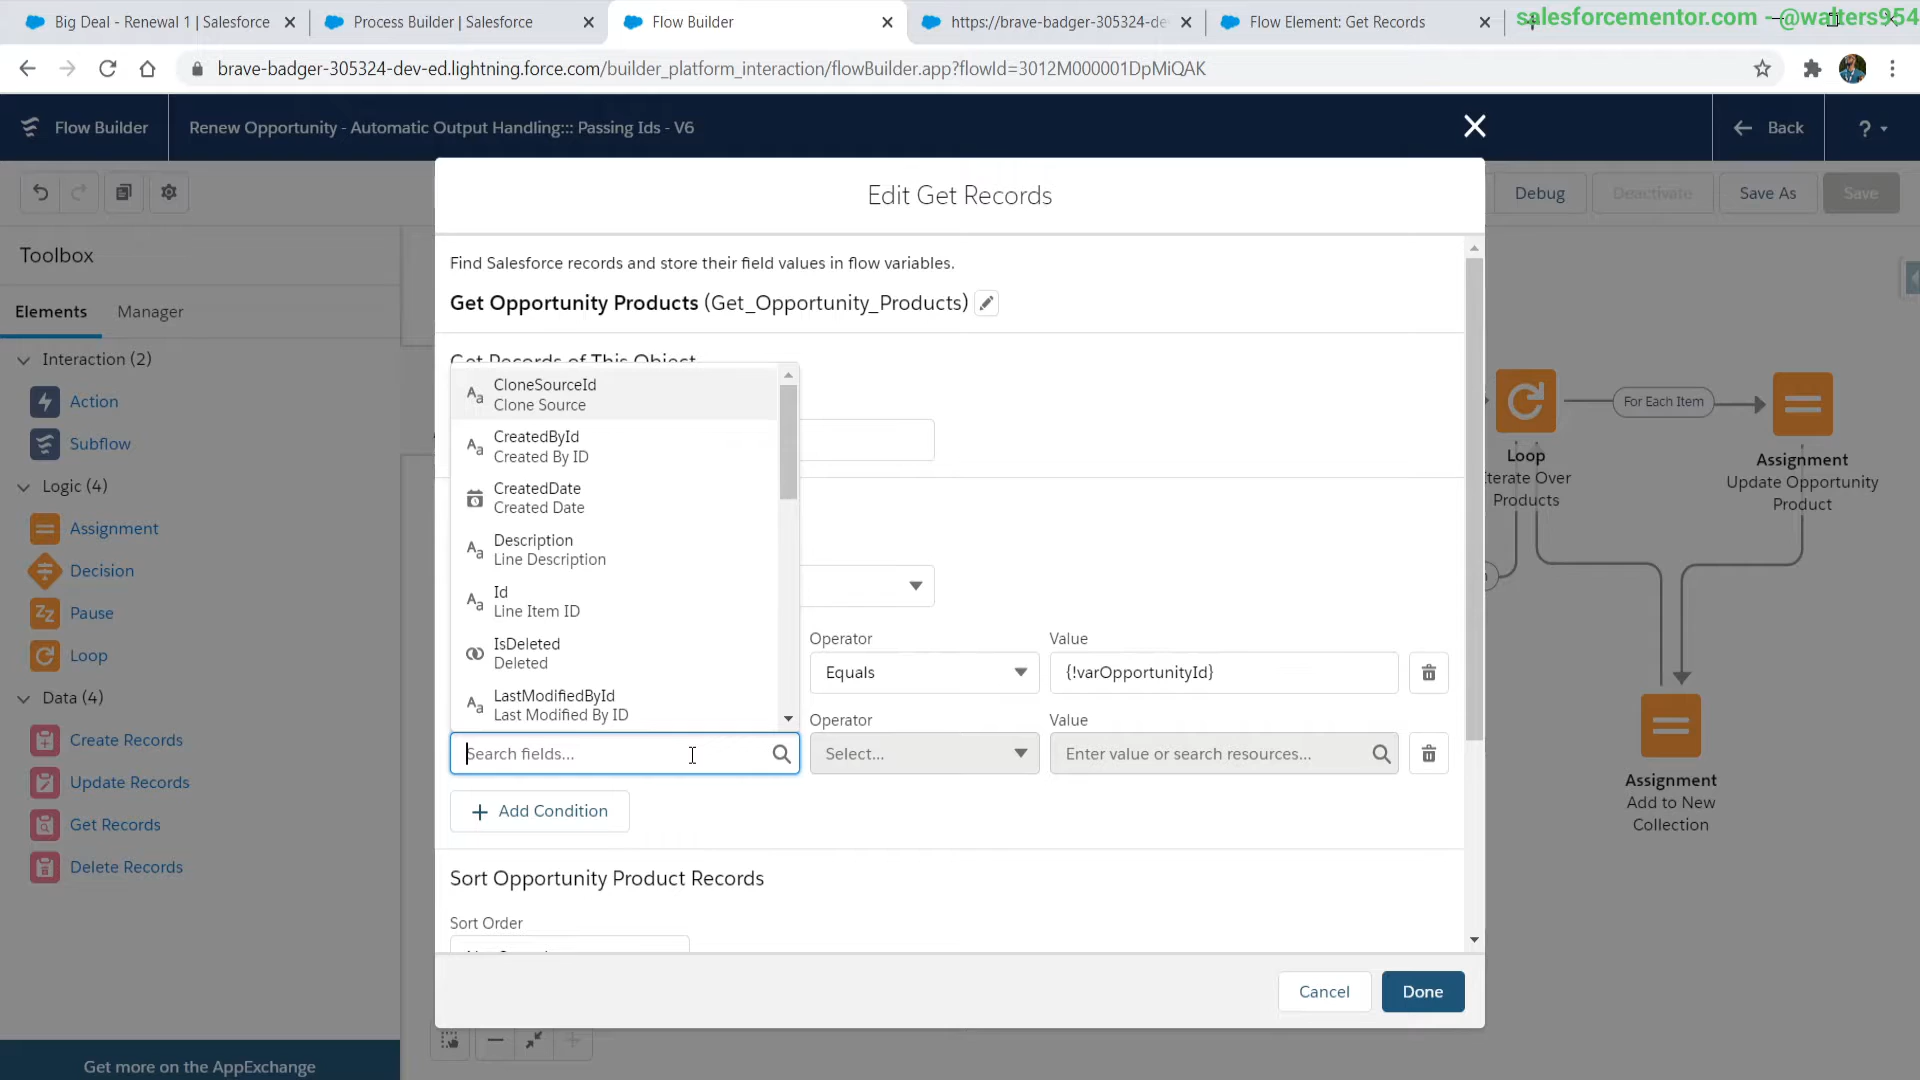 Big Deal - Renewal 1 | Salesforce
Process Builder | Salesforce
Flow Builder
https://brave-badger-305324-de
Flow Element: Get Records
salesforcementor.com - @walters954
brave-badger-305324-dev-ed.lightning.force.com/builder_platform_interaction/flowBuilder.app?flowId=3012M000001DpMiQAK
Flow Builder
Renew Opportunity - Automatic Output Handling::: Passing Ids - V6
Back
?
Debug
Deactivate
Save As
Save
Toolbox
Elements
Manager
Interaction (2)
Action
Subflow
Logic (4)
Assignment
Decision
Pause
Loop
Data (4)
Create Records
Update Records
Get Records
Delete Records
Get more on the AppExchange
Edit Get Records
Find Salesforce records and store their field values in flow variables.
Get Opportunity Products (Get_Opportunity_Products)
Get Records of This Object
CloneSourceId
Clone Source
CreatedById
Created By ID
CreatedDate
Created Date
Description
Line Description
Id
Line Item ID
IsDeleted
Deleted
LastModifiedById
Last Modified By ID
Operator
Value
Equals
{!varOpportunityId}
Operator
Value
Search fields...
Select...
Enter value or search resources...
Add Condition
Sort Opportunity Product Records
Sort Order
Cancel
Done
Loop
Iterate Over
Products
For Each Item
Assignment
Update Opportunity
Product
Assignment
Add to New
Collection